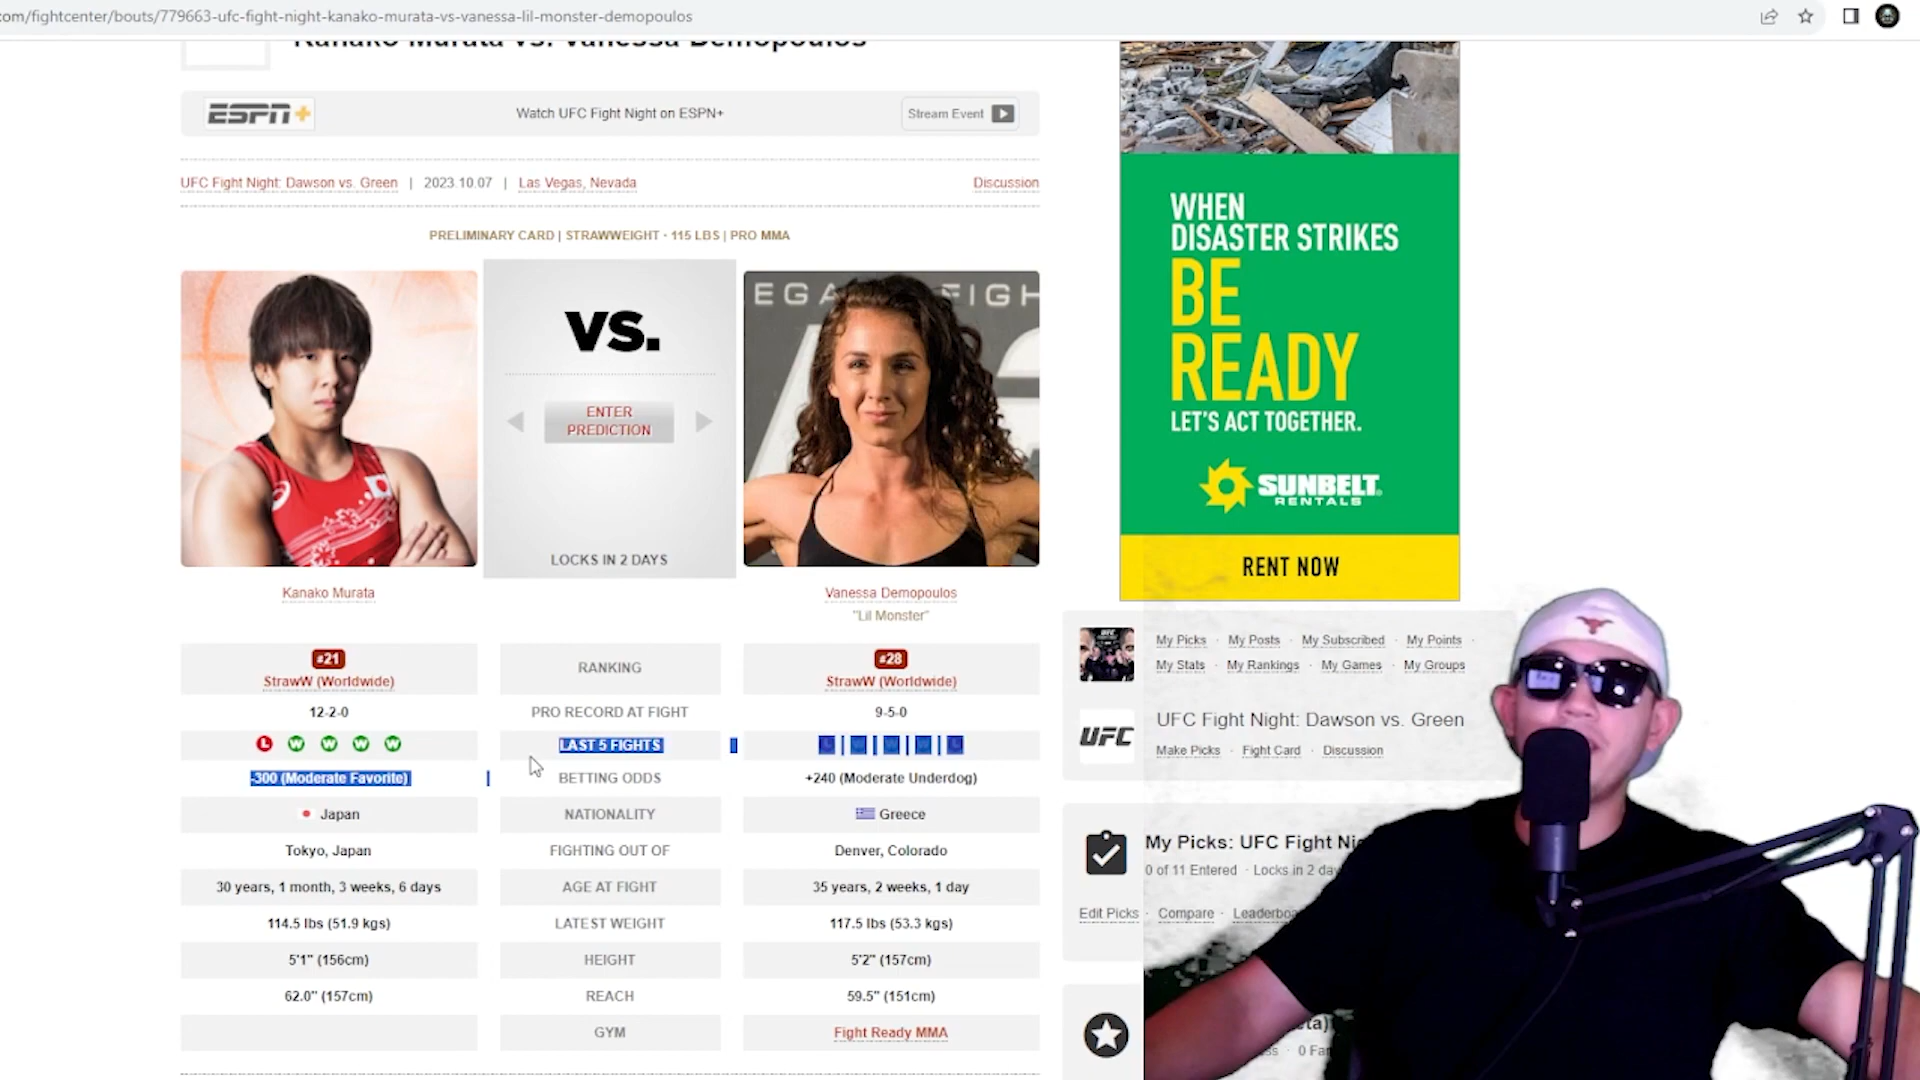 com/fightcenter/bouts/779663-ufc-fight-night-kanako-murata-vs-vanessa-lil-monster-demopoulos
Kanako Murata vs. Vanessa Demopoulos
ESPN+
Watch UFC Fight Night on ESPN+
Stream Event
UFC Fight Night: Dawson vs. Green | 2023.10.07 | Las Vegas, Nevada
Discussion
PRELIMINARY CARD | STRAWWEIGHT · 115 LBS | PRO MMA
VS.
ENTER
PREDICTION
LOCKS IN 2 DAYS
Kanako Murata
Vanessa Demopoulos
"Lil Monster"
#21
StrawW (Worldwide)
RANKING
#28
StrawW (Worldwide)
12-2-0 PRO RECORD AT FIGHT 9-5-0
L W W W W LAST 5 FIGHTS L W W W L
-300 (Moderate Favorite) BETTING ODDS +240 (Moderate Underdog)
Japan NATIONALITY Greece
Tokyo, Japan FIGHTING OUT OF Denver, Colorado
30 years, 1 month, 3 weeks, 6 days AGE AT FIGHT 35 years, 2 weeks, 1 day
114.5 lbs (51.9 kgs) LATEST WEIGHT 117.5 lbs (53.3 kgs)
5'1" (156cm) HEIGHT 5'2" (157cm)
62.0" (157cm) REACH 59.5" (151cm)
GYM Fight Ready MMA
WHEN
DISASTER STRIKES
BE
READY
LET'S ACT TOGETHER.
SUNBELT
RENTALS
RENT NOW
My Picks · My Posts · My Subscribed · My Points ·
My Stats · My Rankings · My Games · My Groups
UFC
UFC Fight Night: Dawson vs. Green
Make Picks · Fight Card · Discussion
My Picks: UFC Fight Ni
0 of 11 Entered · Locks in 2 day
Edit Picks · Compare · Leaderboa
0 Fa